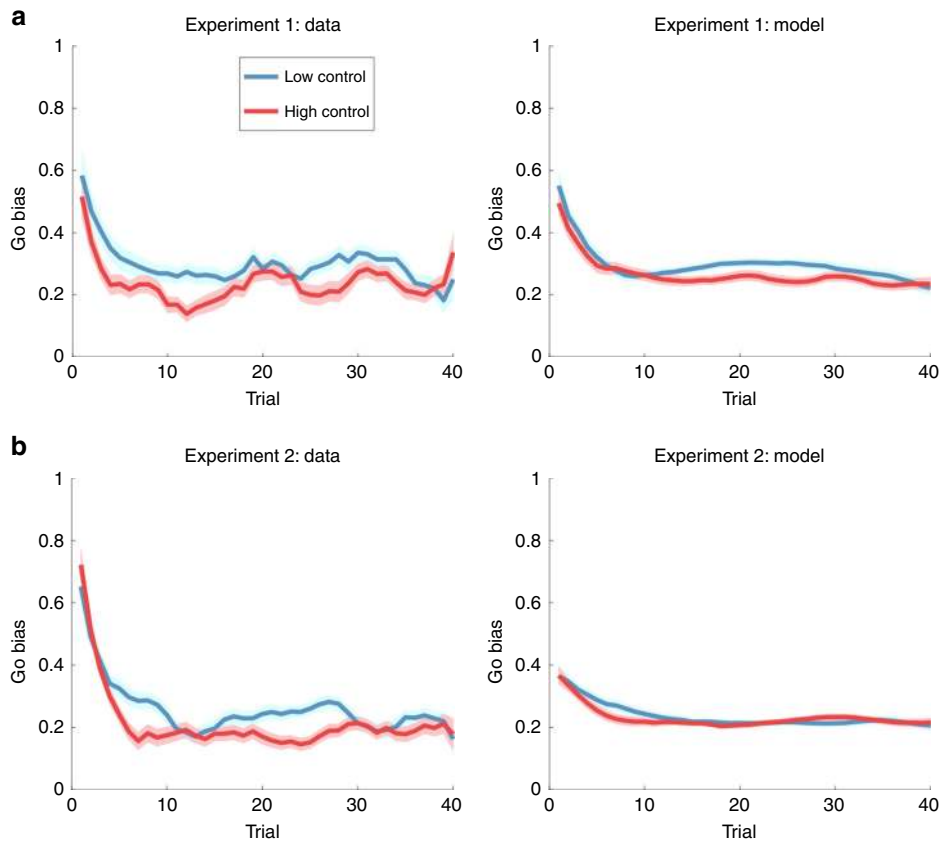 a
Experiment 1: data
Experiment 1: model
1
0.8
0.6
0.4
0.2
0
Go bias
Low control
High control
0
10
20
30
40
Trial
1
0.8
0.6
0.4
0.2
0
Go bias
0
10
20
30
40
Trial
b
Experiment 2: data
Experiment 2: model
1
0.8
0.6
0.4
0.2
0
Go bias
0
10
20
30
40
Trial
1
0.8
0.6
0.4
0.2
0
Go bias
0
10
20
30
40
Trial